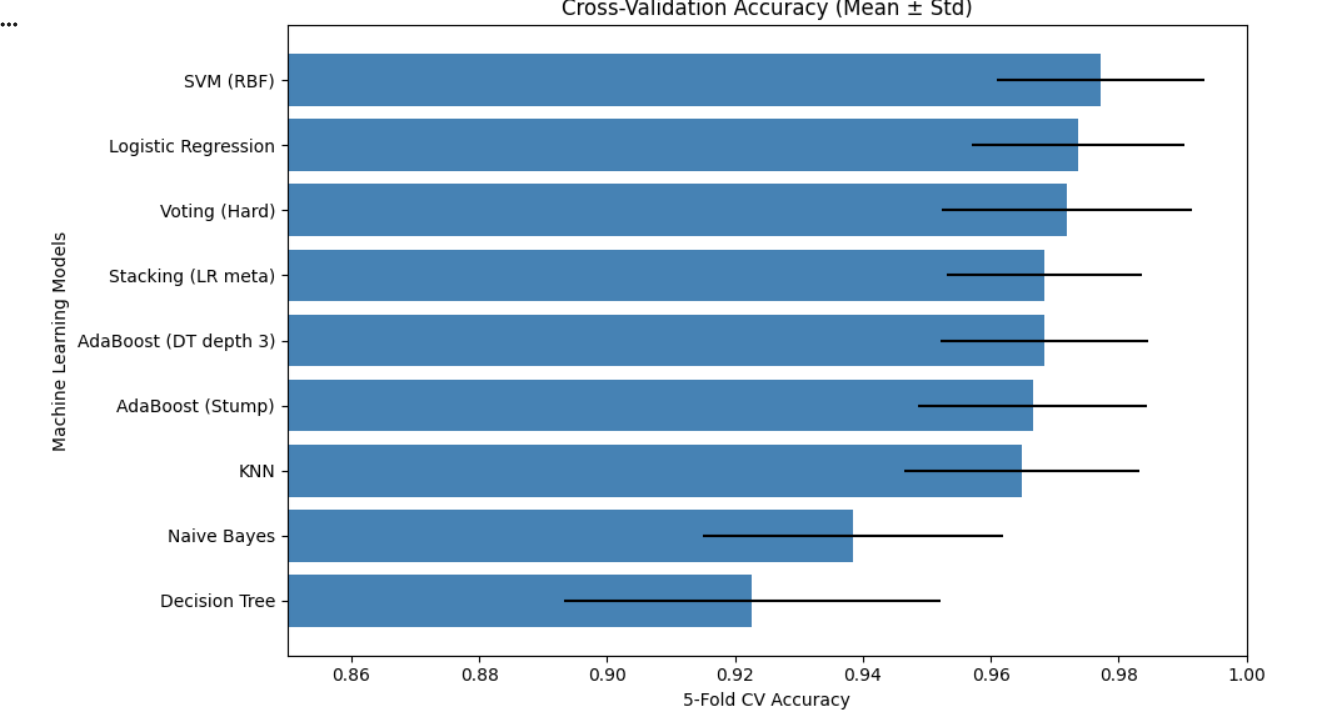 ...
Cross-Validation Accuracy (Mean ± Std)
SVM (RBF)
Logistic Regression
Voting (Hard)
Stacking (LR meta)
AdaBoost (DT depth 3)
AdaBoost (Stump)
KNN
Naive Bayes
Decision Tree
Machine Learning Models
0.86 0.88 0.90 0.92 0.94 0.96 0.98 1.00
5-Fold CV Accuracy